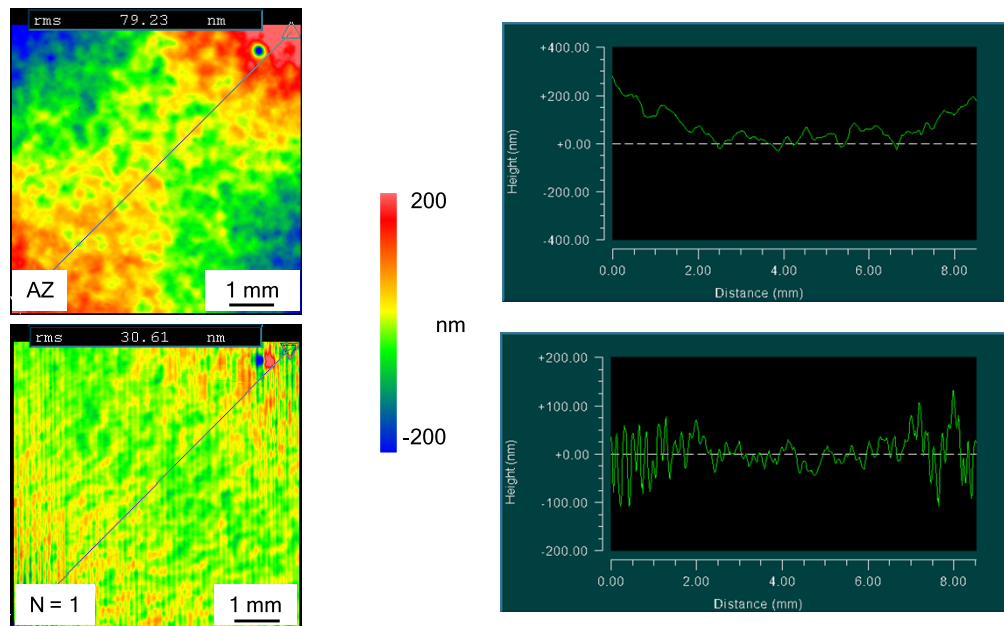 rms 79.23 nm
AZ
1 mm
+400.00
+200.00
+0.00
-200.00
-400.00
Height (nm)
0.00 2.00 4.00 6.00 8.00
Distance (mm)
200
nm
-200
rms 30.61 nm
N = 1
1 mm
+200.00
+100.00
+0.00
-100.00
-200.00
Height (nm)
0.00 2.00 4.00 6.00 8.00
Distance (mm)